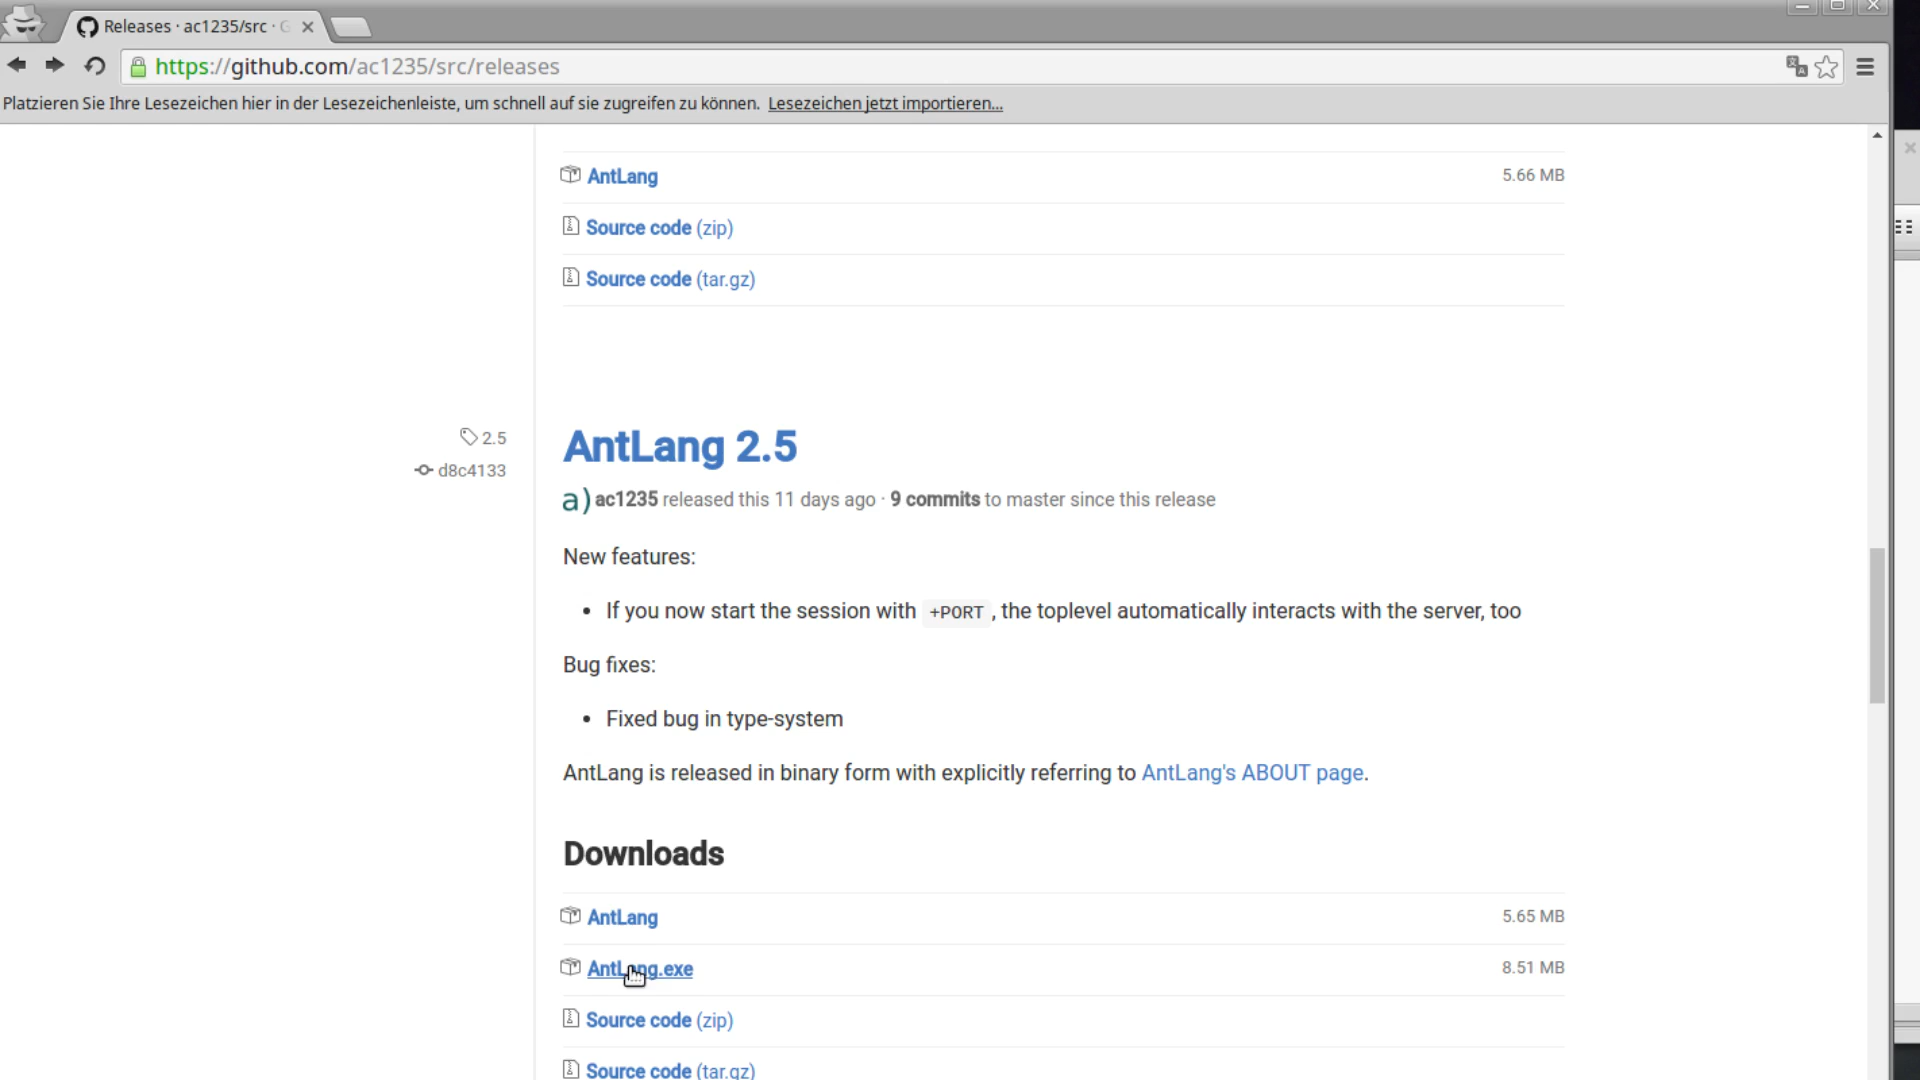 Releases · ac1235/src · G
https://github.com/ac1235/src/releases
Platzieren Sie Ihre Lesezeichen hier in der Lesezeichenleiste, um schnell auf sie zugreifen zu können. Lesezeichen jetzt importieren...
AntLang 5.66 MB
Source code (zip)
Source code (tar.gz)
2.5
d8c4133
AntLang 2.5
a) ac1235 released this 11 days ago · 9 commits to master since this release
New features:
• If you now start the session with +PORT , the toplevel automatically interacts with the server, too
Bug fixes:
• Fixed bug in type-system
AntLang is released in binary form with explicitly referring to AntLang's ABOUT page.
Downloads
AntLang 5.65 MB
AntLang.exe 8.51 MB
Source code (zip)
Source code (tar.gz)